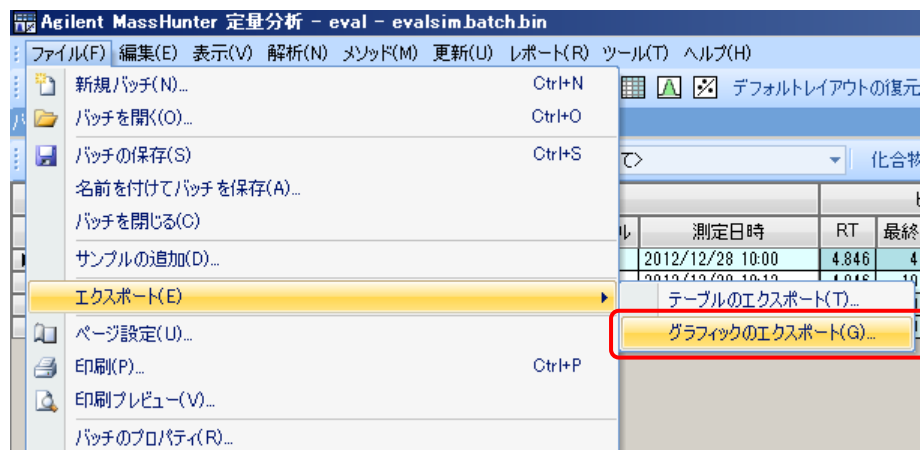 Agilent MassHunter 定量分析 - eval - evalsim.batch.bin
ファイル(F) 編集(E) 表示(V) 解析(N) メソッド(M) 更新(U) レポート(R) ツール(T) ヘルプ(H)
新規バッチ(N)... Ctrl+N
デフォルトレイアウトの復元
バッチを開く(O)... Ctrl+O
バッチの保存(S) Ctrl+S
て> 化合物
名前を付けてバッチを保存(A)...
バッチを閉じる(C)
ル 測定日時 RT 最終
サンプルの追加(D)...
2012/12/28 10:00 4.846 4
エクスポート(E)
テーブルのエクスポート(T)...
ページ設定(U)...
グラフィックのエクスポート(G)...
印刷(P)... Ctrl+P
印刷プレビュー(V)...
バッチのプロパティ(R)...